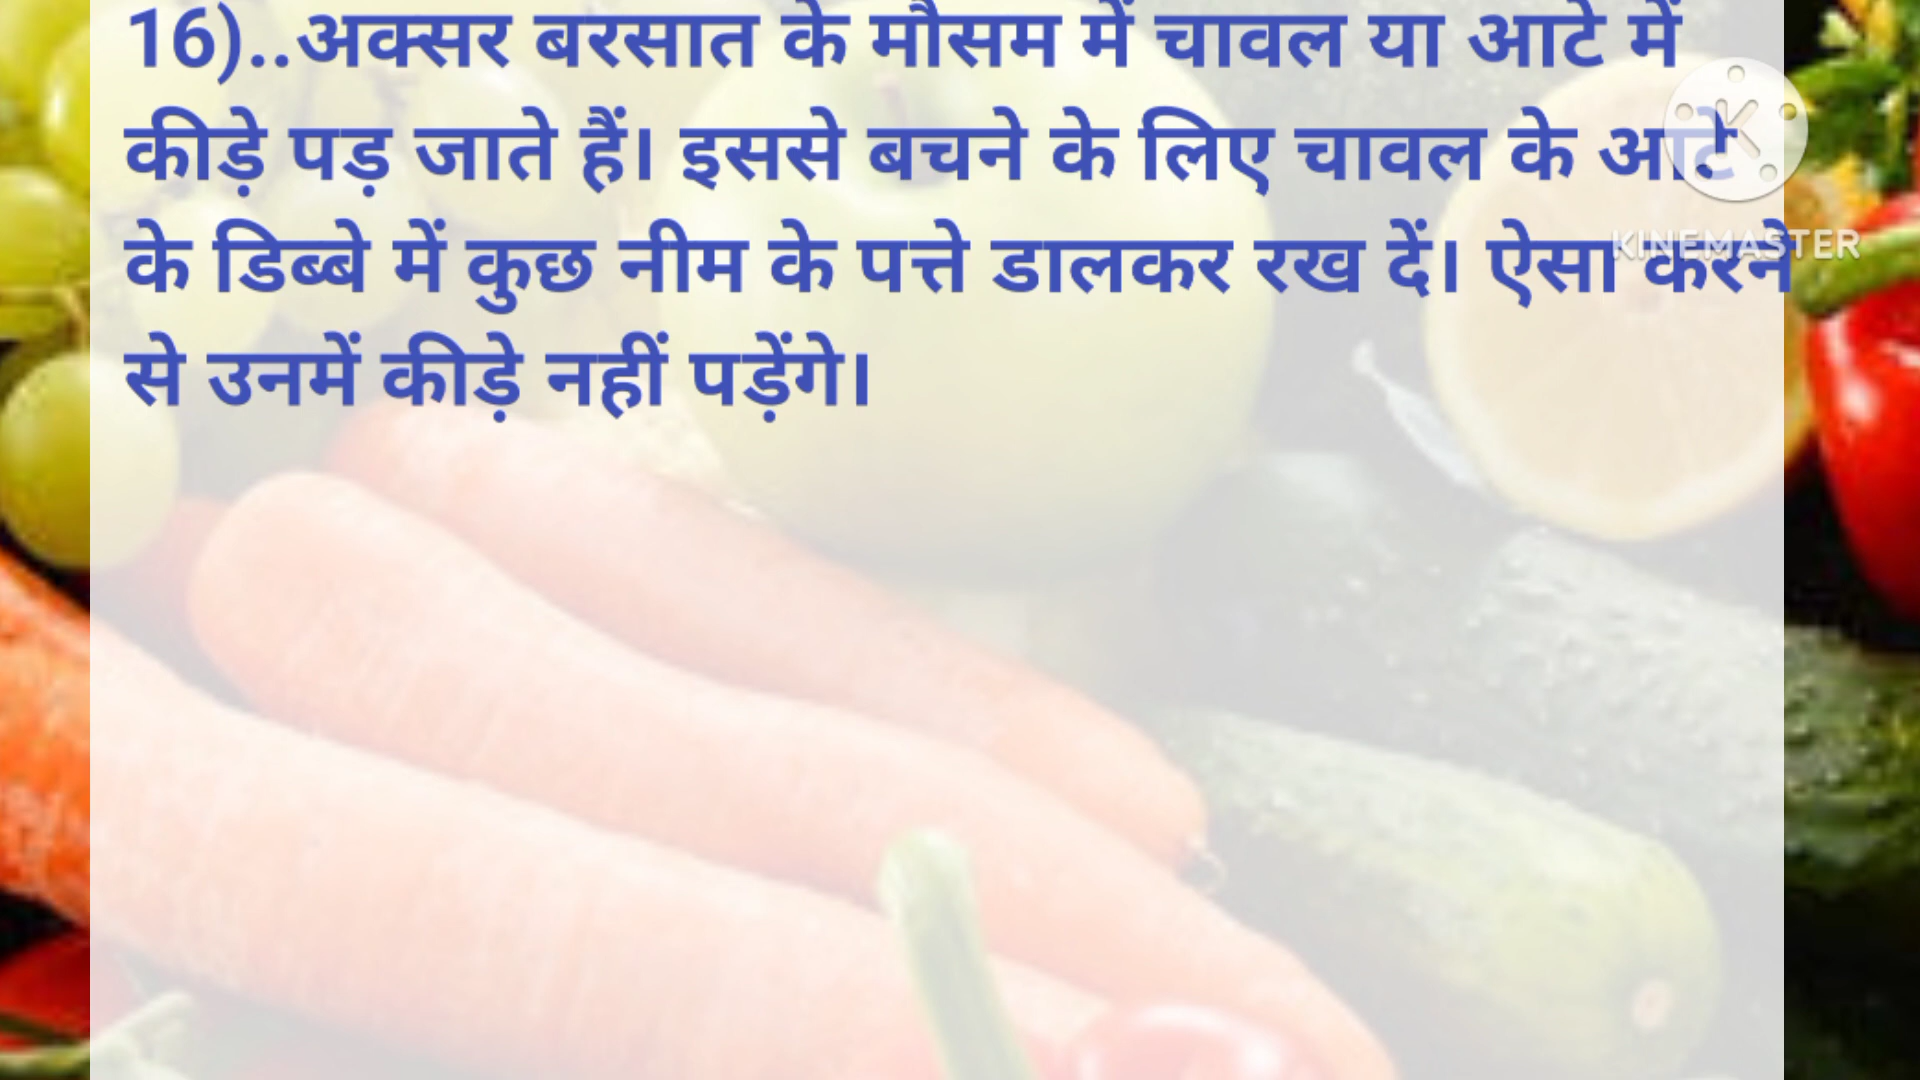 16)..अक्सर बरसात के मौसम में चावल या आटे में
कीड़े पड़ जाते हैं। इससे बचने के लिए चावल के आटे
के डिब्बे में कुछ नीम के पत्ते डालकर रख दें। ऐसा करने
से उनमें कीड़े नहीं पड़ेंगे।
K
KINEMASTER